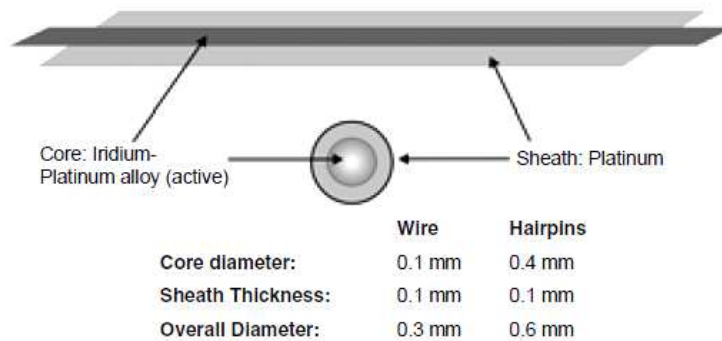 Core: Iridium-
Platinum alloy (active)
Sheath: Platinum
Wire Hairpins
Core diameter: 0.1 mm 0.4 mm
Sheath Thickness: 0.1 mm 0.1 mm
Overall Diameter: 0.3 mm 0.6 mm